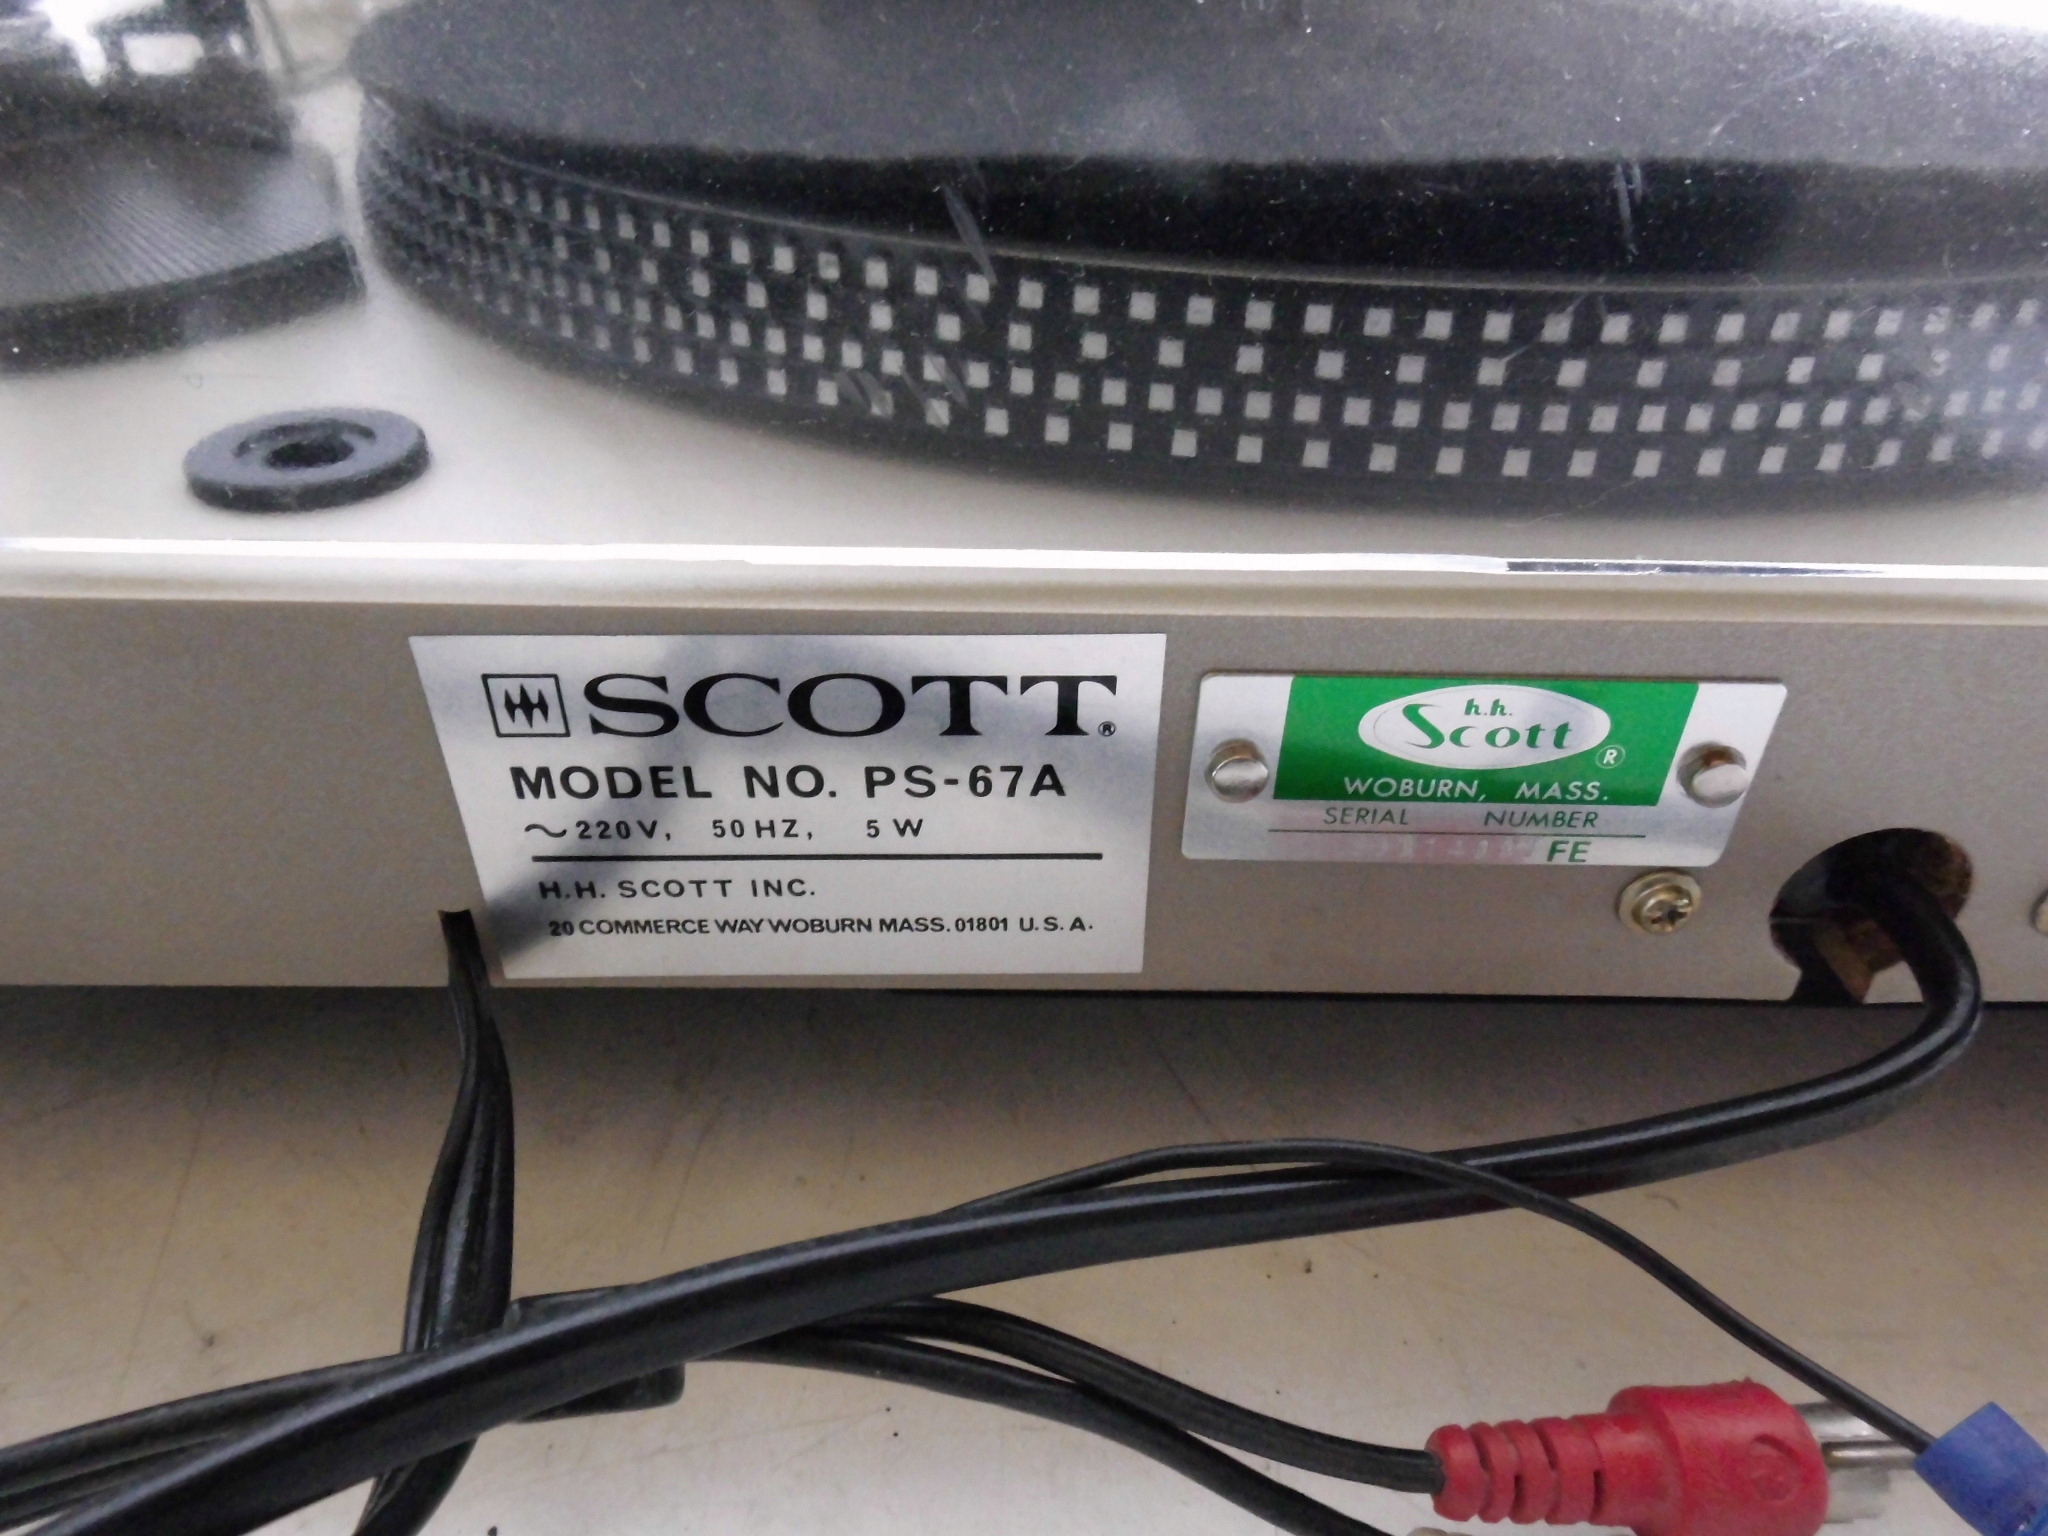 SCOTT®
MODEL NO. PS-67A
~220V, 50HZ, 5W
H.H. SCOTT INC.
20 COMMERCE WAY WOBURN MASS. 01801 U.S.A.
h.h.
Scott®
WOBURN, MASS.
SERIAL NUMBER
FE